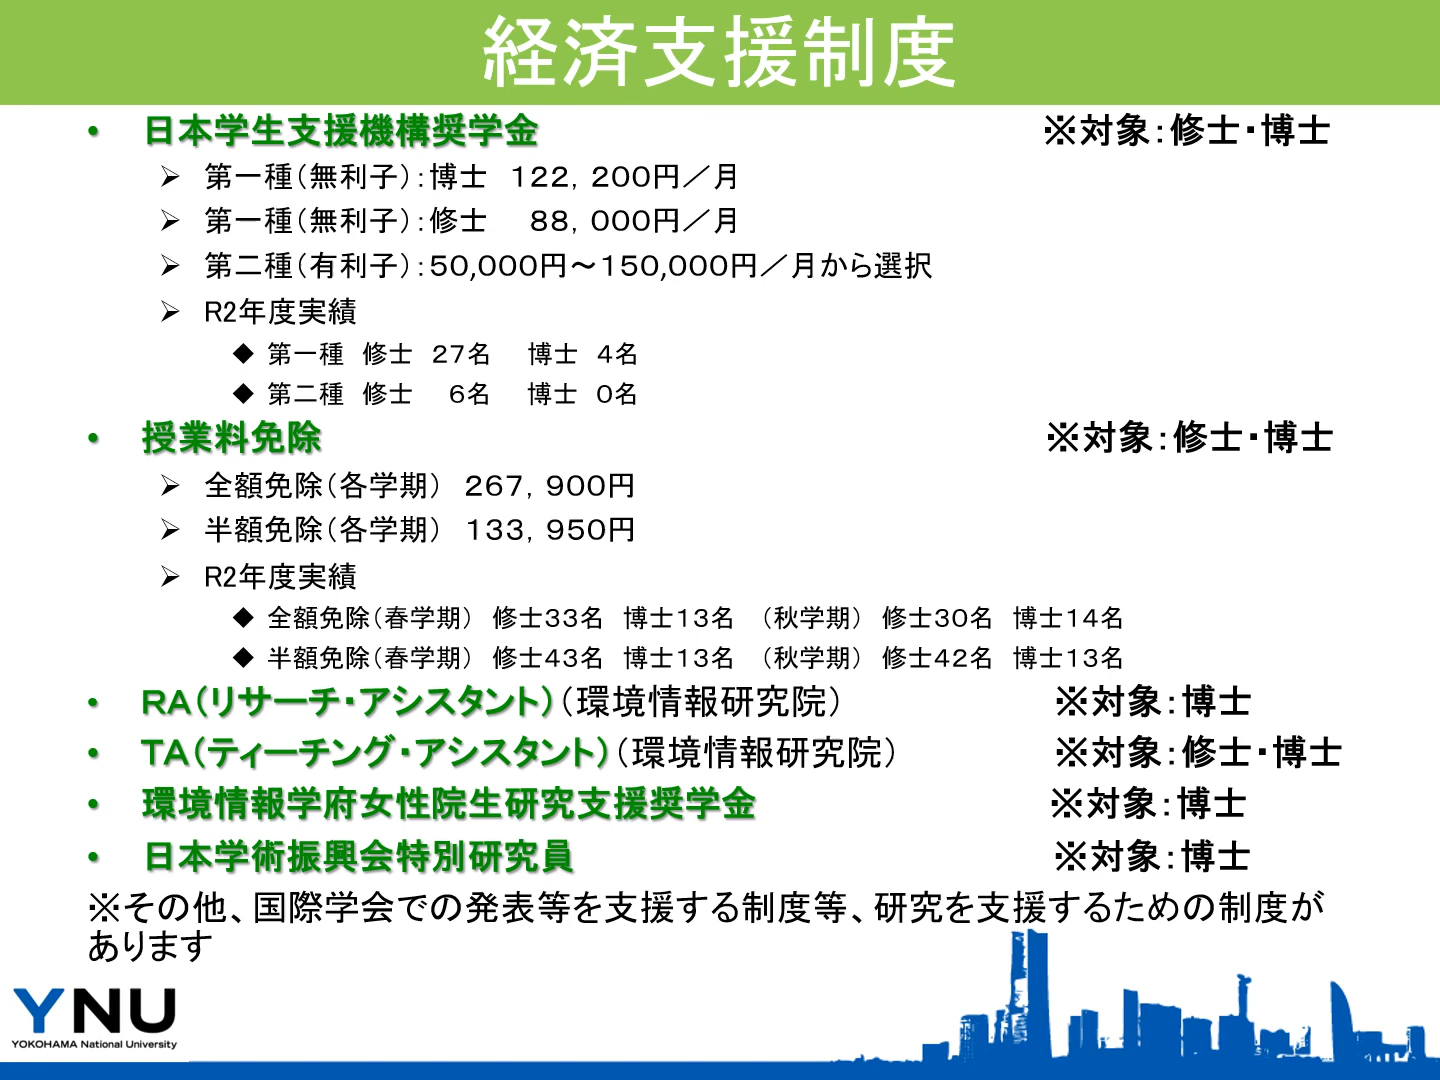 経済支援制度
• 日本学生支援機構奨学金 ※対象：修士・博士
➢ 第一種（無利子）：博士　１２２，２００円／月
➢ 第一種（無利子）：修士　８８，０００円／月
➢ 第二種（有利子）：５０,０００円～１５０,０００円／月から選択
➢ R2年度実績
◆ 第一種　修士　２７名　博士　４名
◆ 第二種　修士　６名　博士　０名
• 授業料免除 ※対象：修士・博士
➢ 全額免除（各学期）　２６７，９００円
➢ 半額免除（各学期）　１３３，９５０円
➢ R2年度実績
◆ 全額免除（春学期）　修士３３名　博士１３名　（秋学期）　修士３０名　博士１４名
◆ 半額免除（春学期）　修士４３名　博士１３名　（秋学期）　修士４２名　博士１３名
• ＲＡ（リサーチ・アシスタント）（環境情報研究院） ※対象：博士
• ＴＡ（ティーチング・アシスタント）（環境情報研究院） ※対象：修士・博士
• 環境情報学府女性院生研究支援奨学金 ※対象：博士
• 日本学術振興会特別研究員 ※対象：博士
※その他、国際学会での発表等を支援する制度等、研究を支援するための制度が
あります
YNU
YOKOHAMA National University